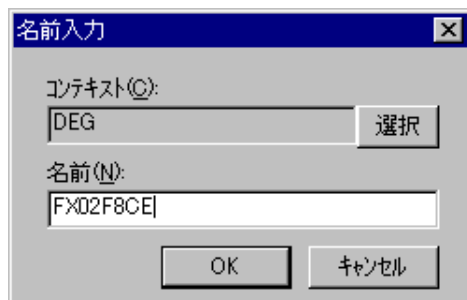 名前入力
コンテキスト(C):
DEG
選択
名前(N):
FX02F8CE
OK
キャンセル